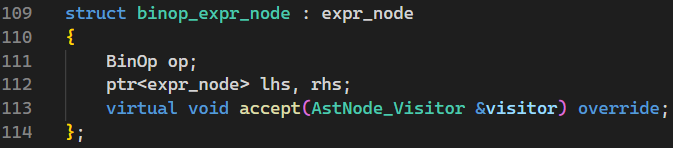 109 struct binop_expr_node : expr_node
110 {
111     BinOp op;
112     ptr<expr_node> lhs, rhs;
113     virtual void accept(AstNode_Visitor &visitor) override;
114 };